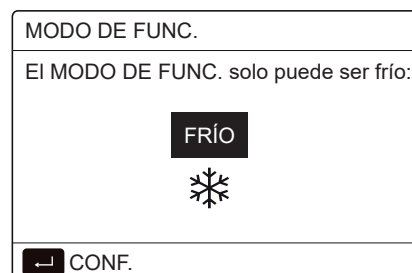 MODO DE FUNC.
El MODO DE FUNC. solo puede ser frío:
FRÍO
CONF.